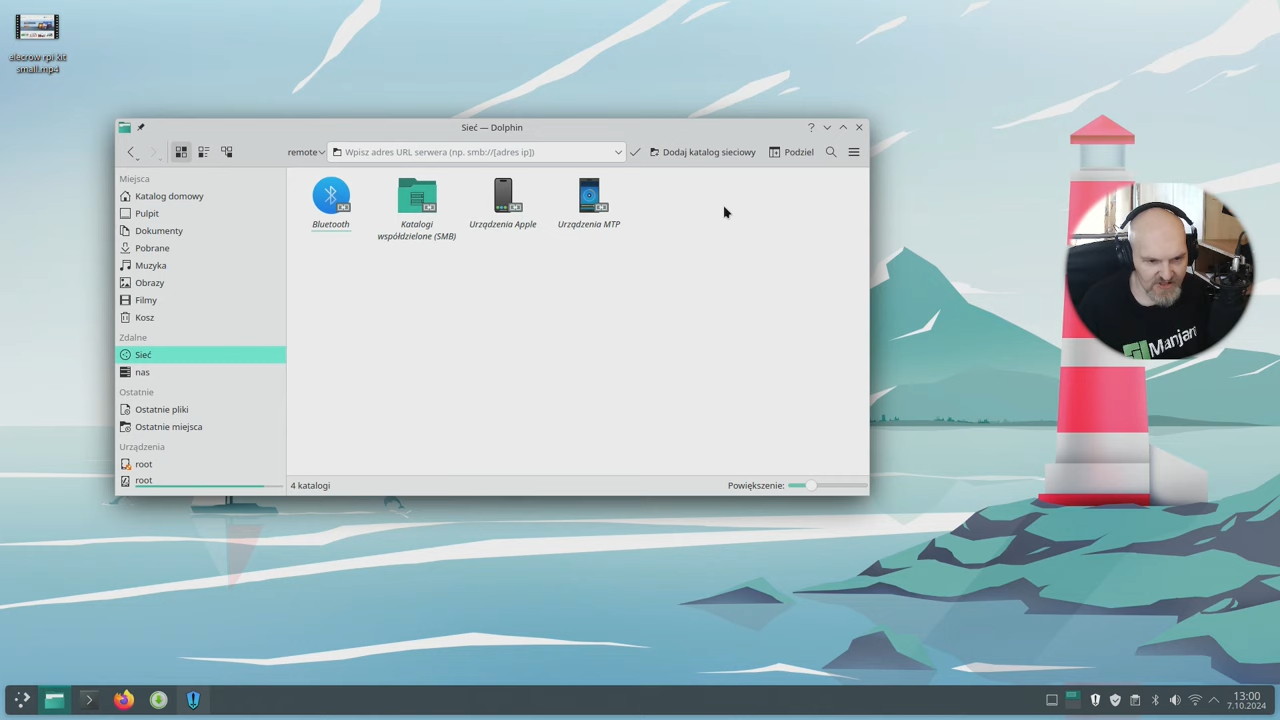 elecrow rpi kit
small.mp4
Sieć — Dolphin
remote
Wpisz adres URL serwera (np. smb://[adres ip])
Dodaj katalog sieciowy
Podziel
Miejsca
Katalog domowy
Pulpit
Dokumenty
Pobrane
Muzyka
Obrazy
Filmy
Kosz
Zdalne
Sieć
nas
Ostatnie
Ostatnie pliki
Ostatnie miejsca
Urządzenia
root
root
Bluetooth
Katalogi
współdzielone (SMB)
Urządzenia Apple
Urządzenia MTP
4 katalogi
Powiększenie:
Manjaro
13:00
7.10.2024